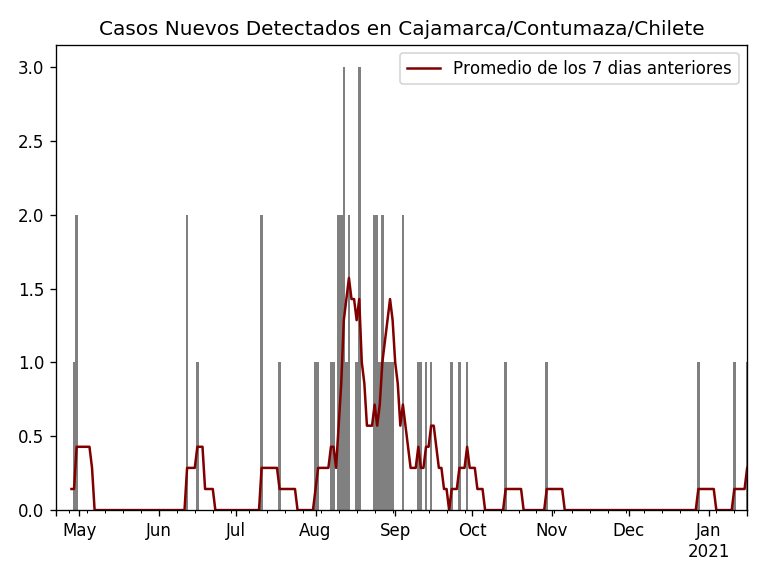 Casos Nuevos Detectados en Cajamarca/Contumaza/Chilete
Promedio de los 7 dias anteriores
3.0
2.5
2.0
1.5
1.0
0.5
0.0
May Jun Jul Aug Sep Oct Nov Dec Jan
2021